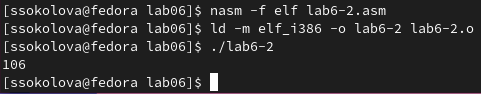 [ssokolova@fedora lab06]$ nasm -f elf lab6-2.asm
[ssokolova@fedora lab06]$ ld -m elf_i386 -o lab6-2 lab6-2.o
[ssokolova@fedora lab06]$ ./lab6-2
106
[ssokolova@fedora lab06]$